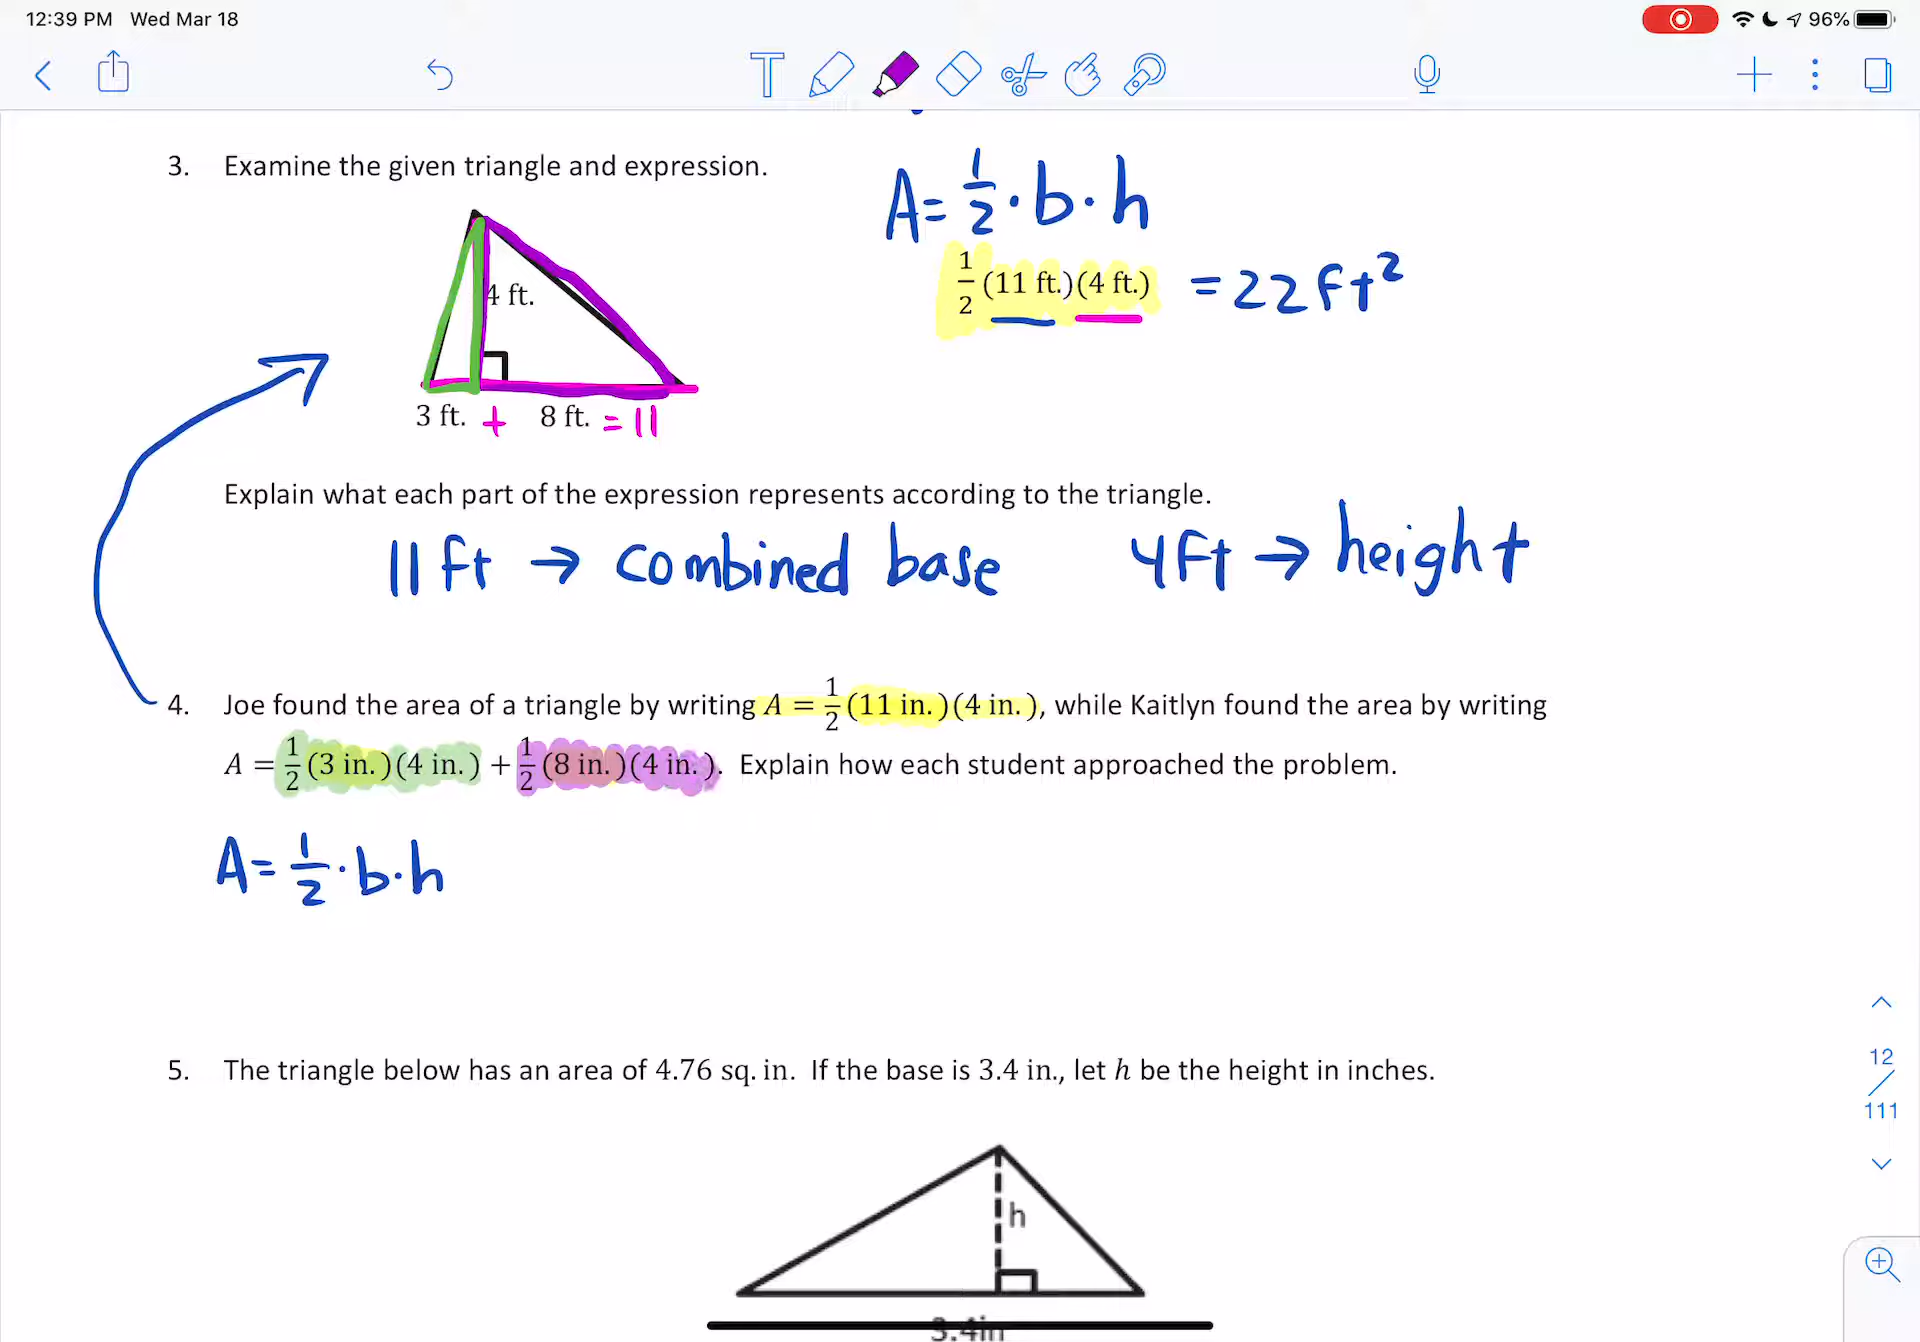 12:39 PM Wed Mar 18 96%
3. Examine the given triangle and expression.
A = 1/2 · b · h
1/2 (11 ft.)(4 ft.) = 22 ft²
4 ft.
3 ft. + 8 ft. = 11
Explain what each part of the expression represents according to the triangle.
11 ft → combined base 4 ft → height
4. Joe found the area of a triangle by writing A = 1/2 (11 in.)(4 in.), while Kaitlyn found the area by writing
A = 1/2 (3 in.)(4 in.) + 1/2 (8 in.)(4 in.). Explain how each student approached the problem.
A = 1/2 · b · h
5. The triangle below has an area of 4.76 sq. in. If the base is 3.4 in., let h be the height in inches.
h
3.4in
12
/
111